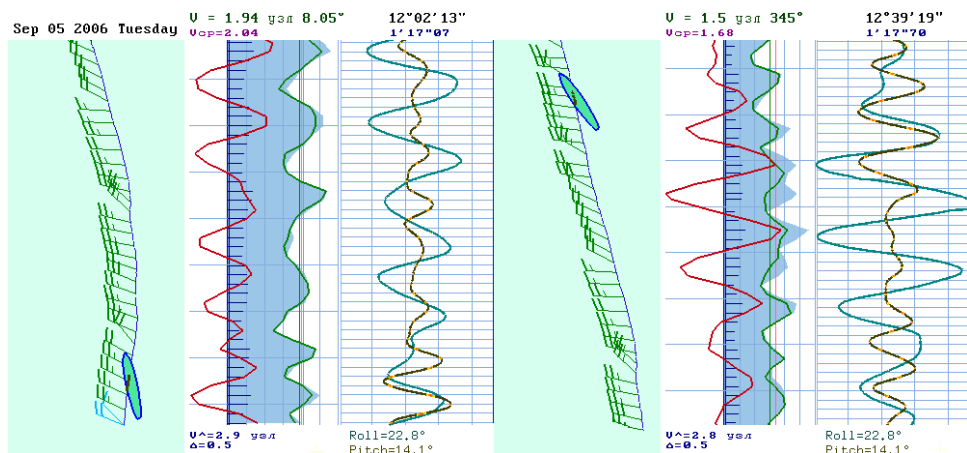 Sep 05 2006 Tuesday
V = 1.94 узл 8.05°
Vср=2.04
12°02'13"
1'17"07
V = 1.5 узл 345°
Vср=1.68
12°39'19"
1'17"70
V^=2.9 узл
Δ=0.5
Roll=22.8°
Pitch=14.1°
V^=2.8 узл
Δ=0.5
Roll=22.8°
Pitch=14.1°